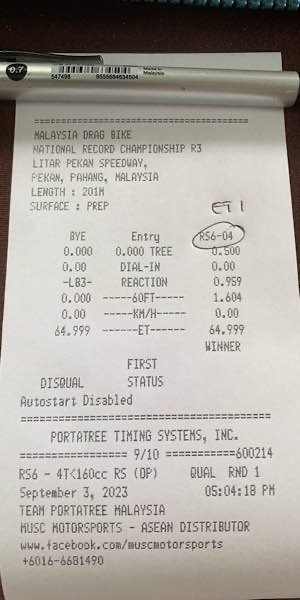 0.7
547498
9555684634504
Made in
Malaysia
MALAYSIA DRAG BIKE
NATIONAL RECORD CHAMPIONSHIP R3
LITAR PEKAN SPEEDWAY,
PEKAN, PAHANG, MALAYSIA
LENGTH : 201M
SURFACE : PREP
ET 1
BYE Entry RS6-04
0.000 0.000 TREE 0.500
0.00 DIAL-IN 0.00
-LB3- REACTION 0.959
0.000 -----60FT----- 1.604
0.00 -----KM/H----- 0.00
64.999 ------ET------ 64.999
WINNER
FIRST
DISQUAL STATUS
Autostart Disabled
========================================
PORTATREE TIMING SYSTEMS, INC.
================= 9/10 ===========600214
RS6 - 4T<160cc RS (OP) QUAL RND 1
September 3, 2023 05:04:18 PM
TEAM PORTATREE MALAYSIA
MUSC MOTORSPORTS - ASEAN DISTRIBUTOR
www.facebook.com/muscmotorsports
+6016-6681490